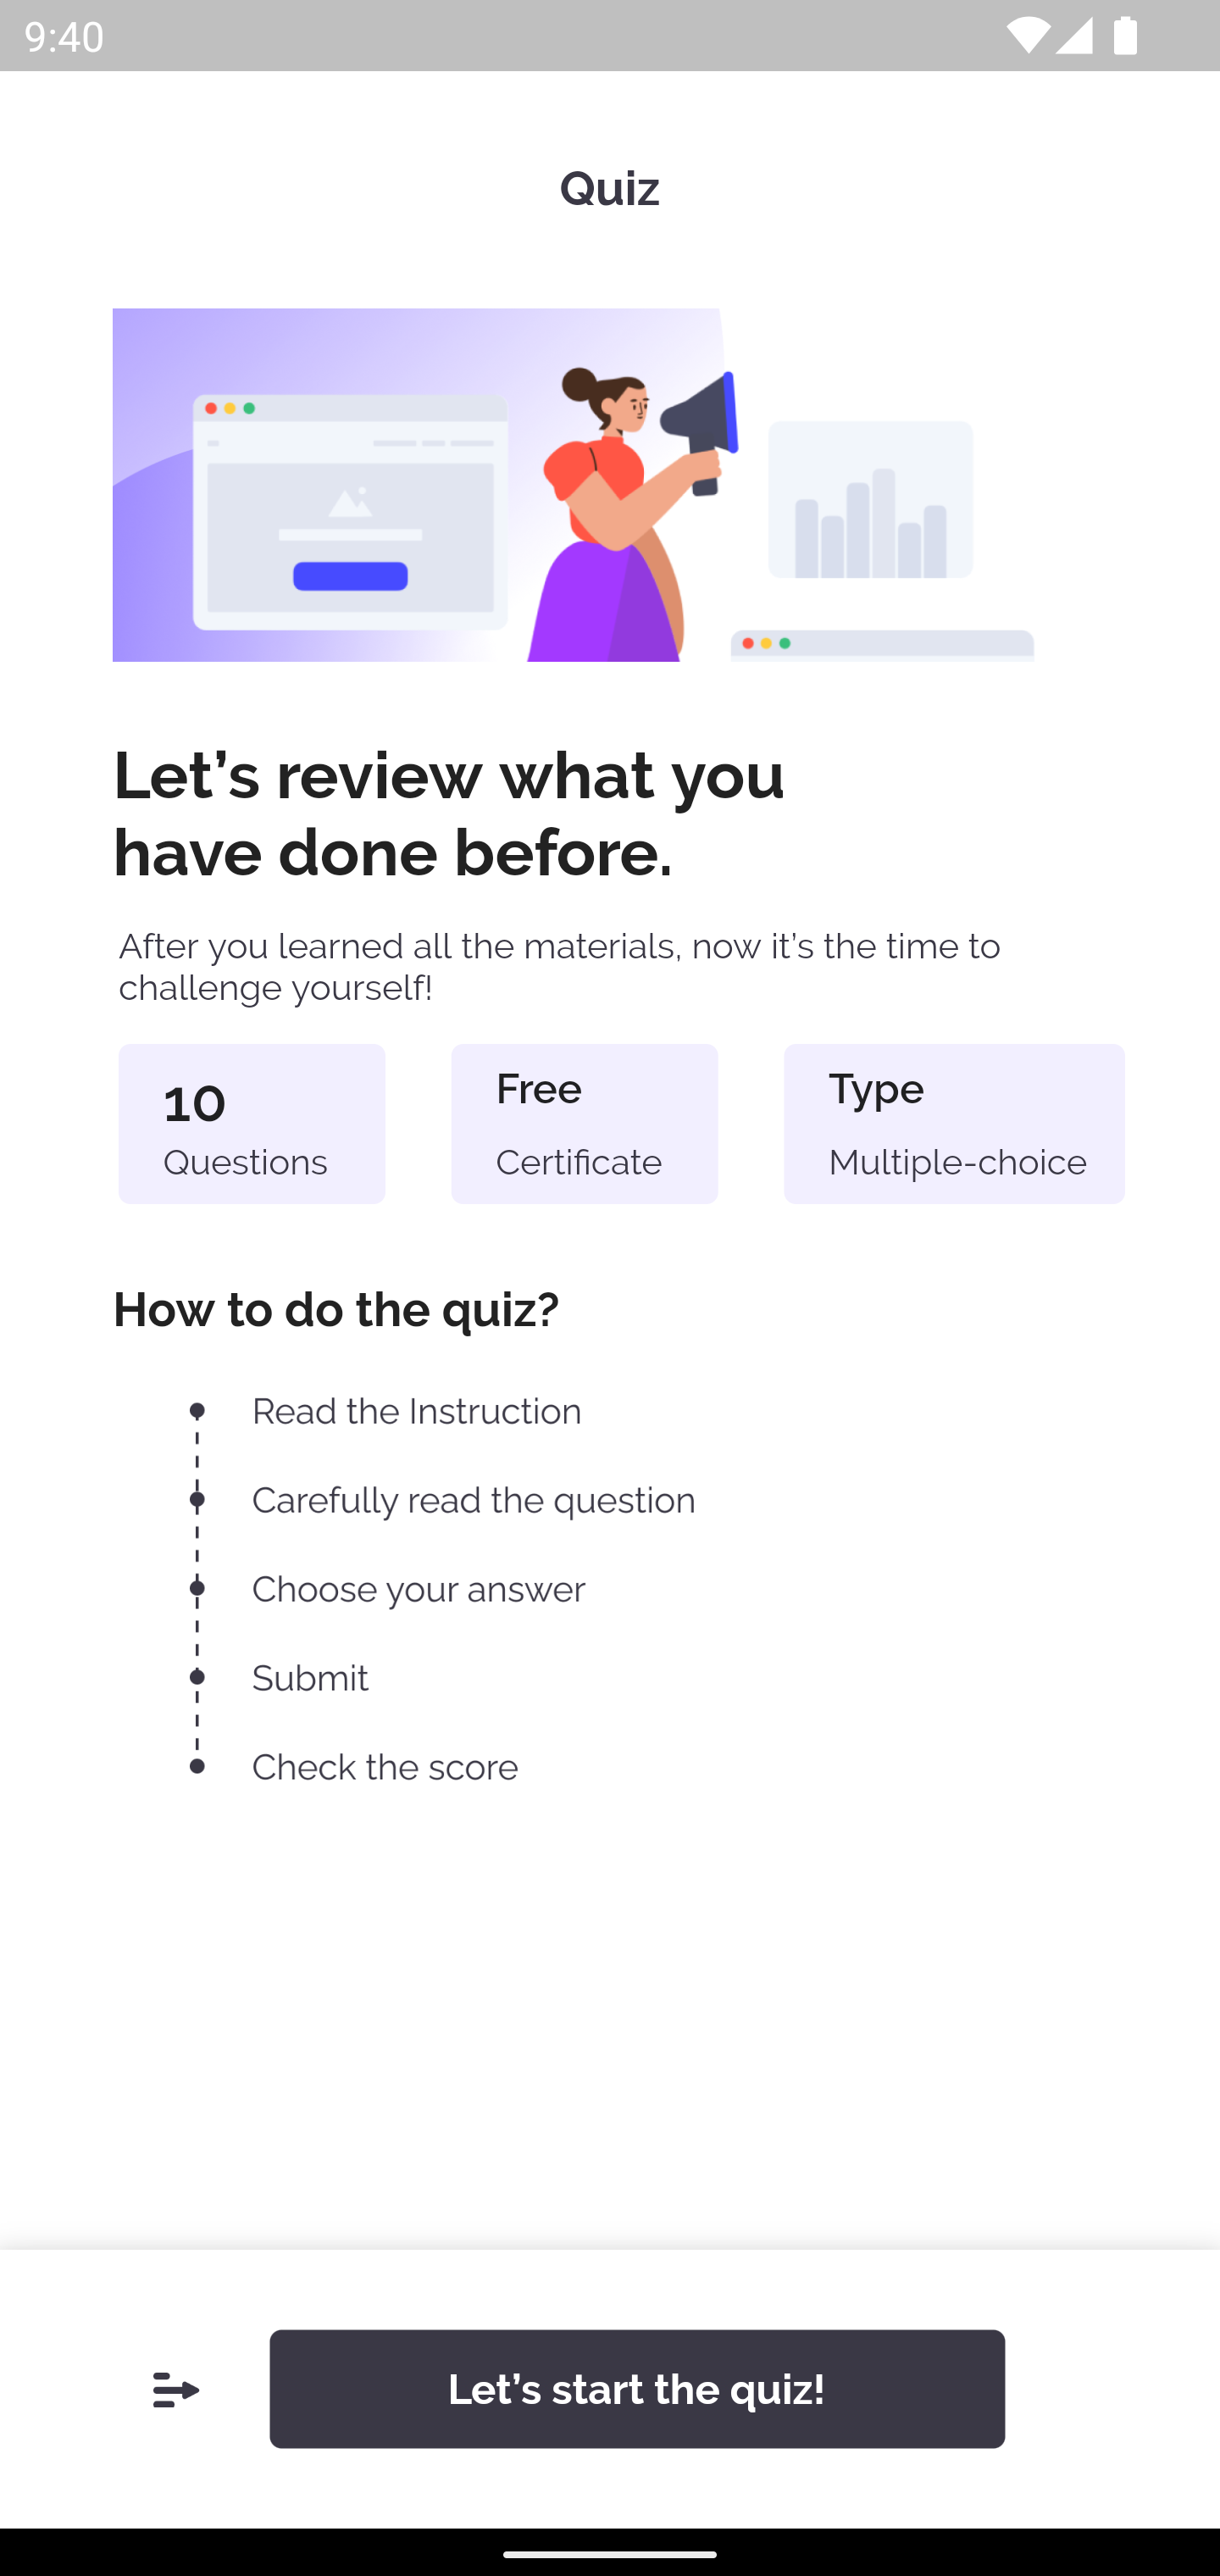 9:40
Quiz
Let’s review what you
have done before.
After you learned all the materials, now it’s the time to
challenge yourself!
10
Questions
Free
Certificate
Type
Multiple-choice
How to do the quiz?
Read the Instruction
Carefully read the question
Choose your answer
Submit
Check the score
Let’s start the quiz!